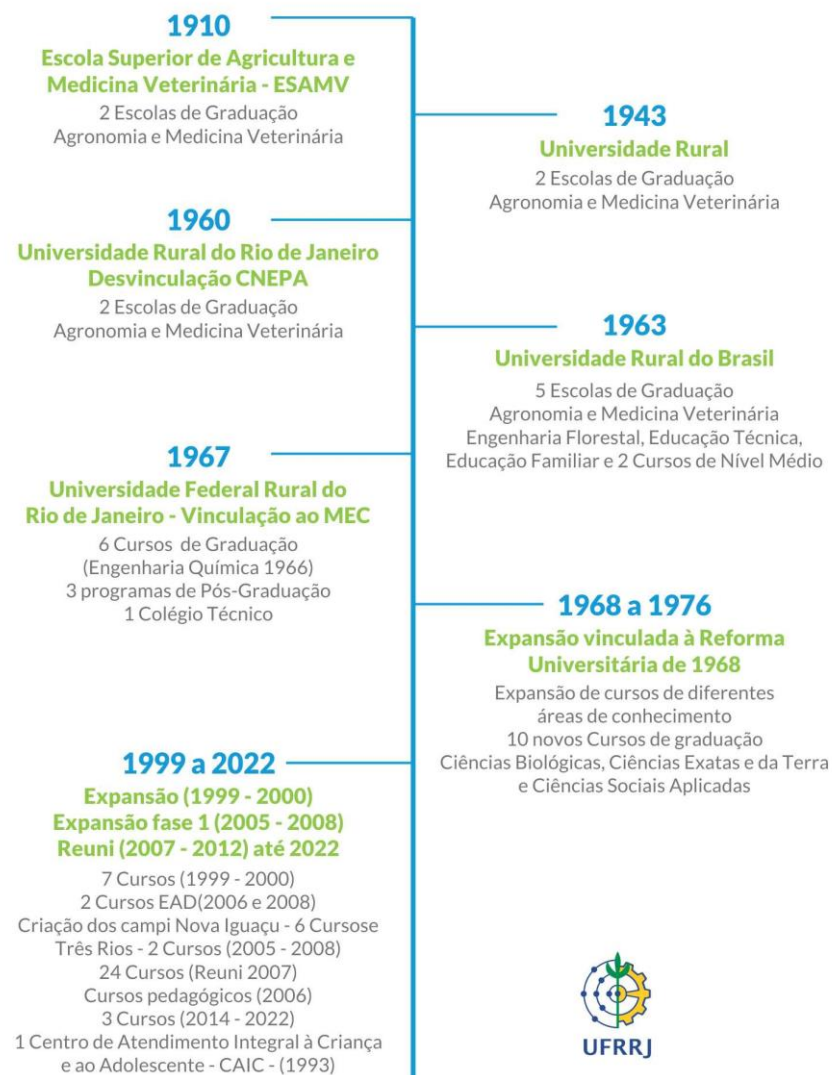 1910
Escola Superior de Agricultura e
Medicina Veterinária - ESAMV
2 Escolas de Graduação
Agronomia e Medicina Veterinária
1943
Universidade Rural
2 Escolas de Graduação
Agronomia e Medicina Veterinária
1960
Universidade Rural do Rio de Janeiro
Desvinculação CNEPA
2 Escolas de Graduação
Agronomia e Medicina Veterinária
1963
Universidade Rural do Brasil
5 Escolas de Graduação
Agronomia e Medicina Veterinária
Engenharia Florestal, Educação Técnica,
Educação Familiar e 2 Cursos de Nível Médio
1967
Universidade Federal Rural do
Rio de Janeiro - Vinculação ao MEC
6 Cursos de Graduação
(Engenharia Química 1966)
3 programas de Pós-Graduação
1 Colégio Técnico
1968 a 1976
Expansão vinculada à Reforma
Universitária de 1968
Expansão de cursos de diferentes
áreas de conhecimento
10 novos Cursos de graduação
Ciências Biológicas, Ciências Exatas e da Terra
e Ciências Sociais Aplicadas
1999 a 2022
Expansão (1999 - 2000)
Expansão fase 1 (2005 - 2008)
Reuni (2007 - 2012) até 2022
7 Cursos (1999 - 2000)
2 Cursos EAD(2006 e 2008)
Criação dos campi Nova Iguaçu - 6 Cursose
Três Rios - 2 Cursos (2005 - 2008)
24 Cursos (Reuni 2007)
Cursos pedagógicos (2006)
3 Cursos (2014 - 2022)
1 Centro de Atendimento Integral à Criança
e ao Adolescente - CAIC - (1993)
UFRRJ